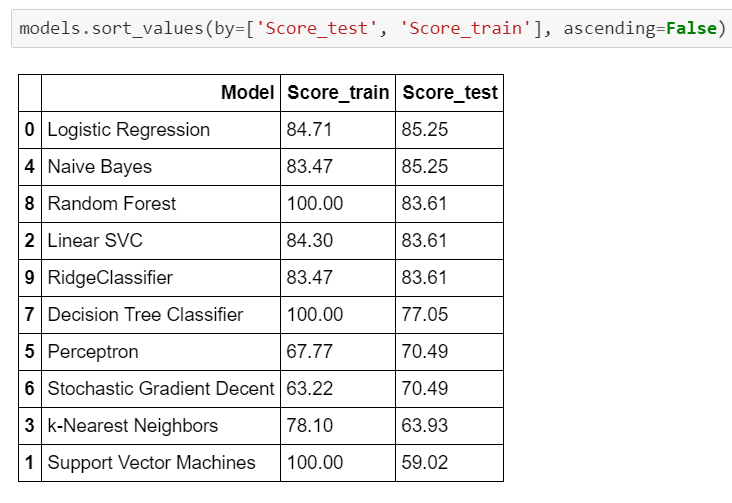 models.sort_values(by=['Score_test', 'Score_train'], ascending=False)
Model Score_train Score_test
0 Logistic Regression 84.71 85.25
4 Naive Bayes 83.47 85.25
8 Random Forest 100.00 83.61
2 Linear SVC 84.30 83.61
9 RidgeClassifier 83.47 83.61
7 Decision Tree Classifier 100.00 77.05
5 Perceptron 67.77 70.49
6 Stochastic Gradient Decent 63.22 70.49
3 k-Nearest Neighbors 78.10 63.93
1 Support Vector Machines 100.00 59.02